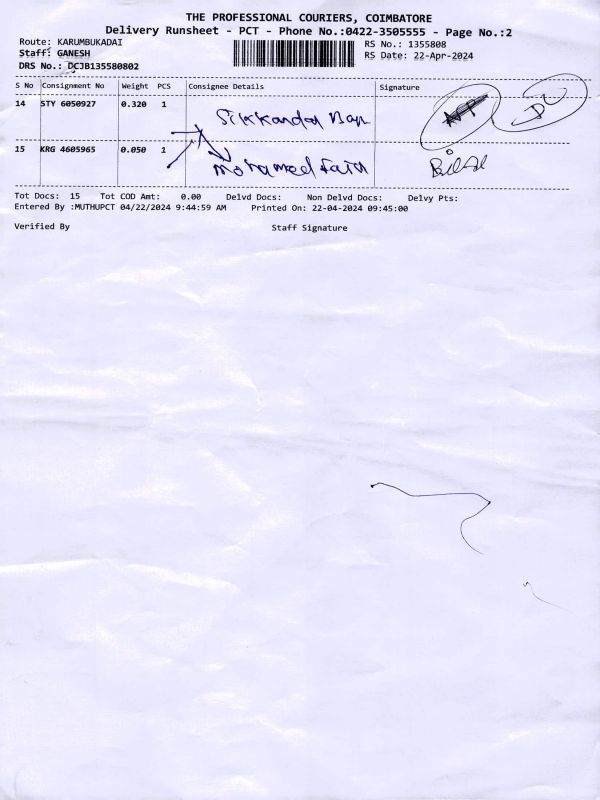 THE PROFESSIONAL COURIERS, COIMBATORE
Delivery Runsheet - PCT - Phone No.:0422-3505555 - Page No.:2
Route: KARUMBUKADAI RS No.: 1355808
Staff: GANESH RS Date: 22-Apr-2024
DRS No.: DCJB135580802
S No Consignment No Weight PCS Consignee Details Signature
14 STY 6050927 0.320 1 Sikkandar DL
15 KRG 4605965 0.050 1 Mohamed
Tot Docs: 15 Tot COD Amt: 0.00 Delvd Docs: Non Delvd Docs: Delvy Pts:
Entered By :MUTHUPCT 04/22/2024 9:44:59 AM Printed On: 22-04-2024 09:45:00
Verified By Staff Signature